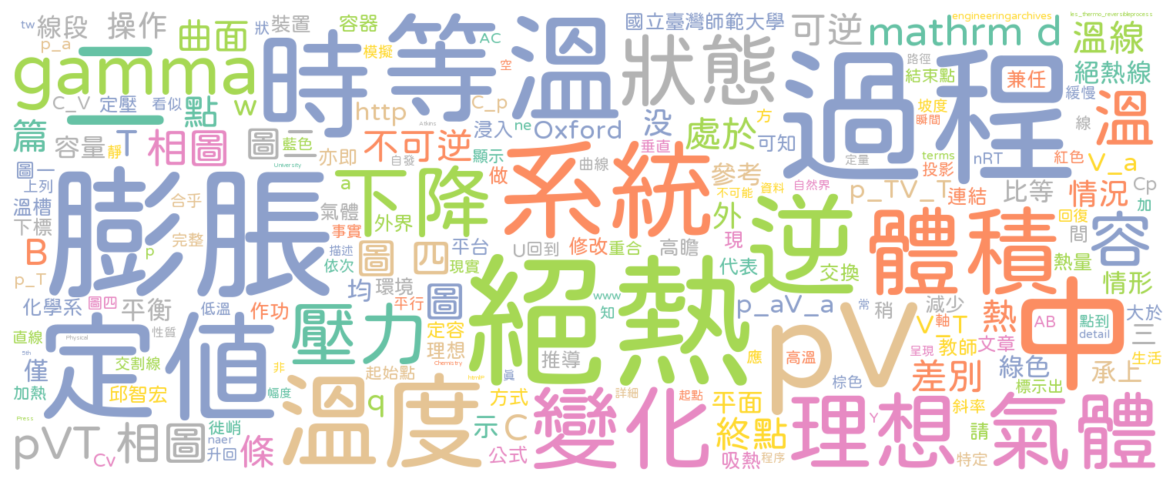 tw 線段 操作 曲面 狀 裝置 容器 國立臺灣師範大學 可逆 engineeringarchives
p_a gamma 時 等溫 模擬 AC 空 狀態 mathrm d 溫線
C_V 定壓 看似 點 w http C_p 過程 路徑 結束點 兼任 絕熱線 緩慢
篇 容量 靜 T 相圖 圖二 藍色 不可逆 浸入 ne Oxford 没 垂直 處於 方 可知 坡度 瞬間 線 溫
圖一 亦即 顯示 曲線 定量 terms nRT 紅色 V_a
上列 University 自發 做 系統 參考 投影
溫槽 合乎 膨脹 a 下降 不可能 資料 自然界 p_TV_T 連結 比等 情況 Cp 加
下標 氣體 外界 外 逆 體積 回復 間 容
B 完整 事實 圖四 平台 U回到 修改 重合 高瞻 現 熱量
p_T p 描述 依次 現實 代表 交換 情形
化學系 圖四 平衡 低溫 作功 均 環境 平行 圖 絕熱 www 知 p_aV_a 減少 常 稍 V T 軸 熱 AB 中 點到 大於
直線 性質 Physical 定值 壓力 定容 理想 Chemistry 推導 應 高溫 pV 呈現 教師 文章 detail 三
僅 交割線 非 起始點 綠色 生活
加熱 邱智宏 幅度 溫度 q 方式 眞 詳細 起點 平面 棕色 差別 標示出 承上
Press 徙峭 示 C 變化 終點 Y 斜率
pVT 相圖 naer 條 公式 吸熱 程序 理想 請 氣體
Cv 升回 特定